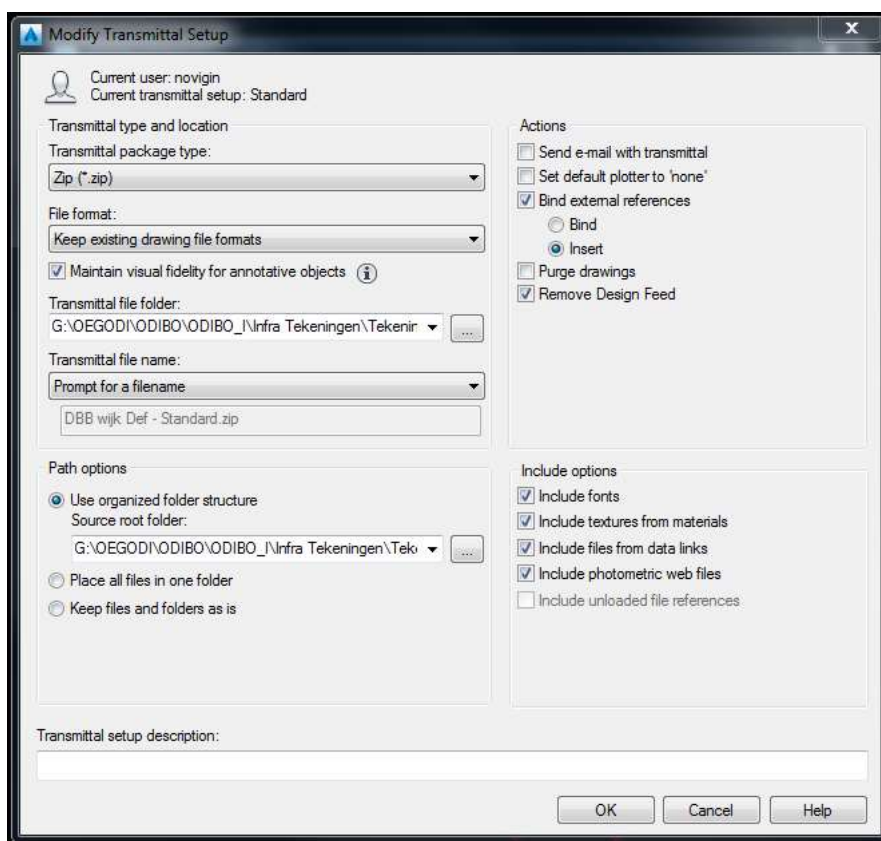 Modify Transmittal Setup
X
Current user: novigin
Current transmittal setup: Standard
Transmittal type and location
Transmittal package type:
Zip (*.zip)
File format:
Keep existing drawing file formats
Maintain visual fidelity for annotative objects
Transmittal file folder:
G:\OEGODI\ODIBO\ODIBO_I\Infra Tekeningen\Tekenin
...
Transmittal file name:
Prompt for a filename
DBB wijk Def - Standard.zip
Path options
Use organized folder structure
Source root folder:
G:\OEGODI\ODIBO\ODIBO_I\Infra Tekeningen\Tek
...
Place all files in one folder
Keep files and folders as is
Actions
Send e-mail with transmittal
Set default plotter to 'none'
Bind external references
Bind
Insert
Purge drawings
Remove Design Feed
Include options
Include fonts
Include textures from materials
Include files from data links
Include photometric web files
Include unloaded file references
Transmittal setup description:
OK
Cancel
Help